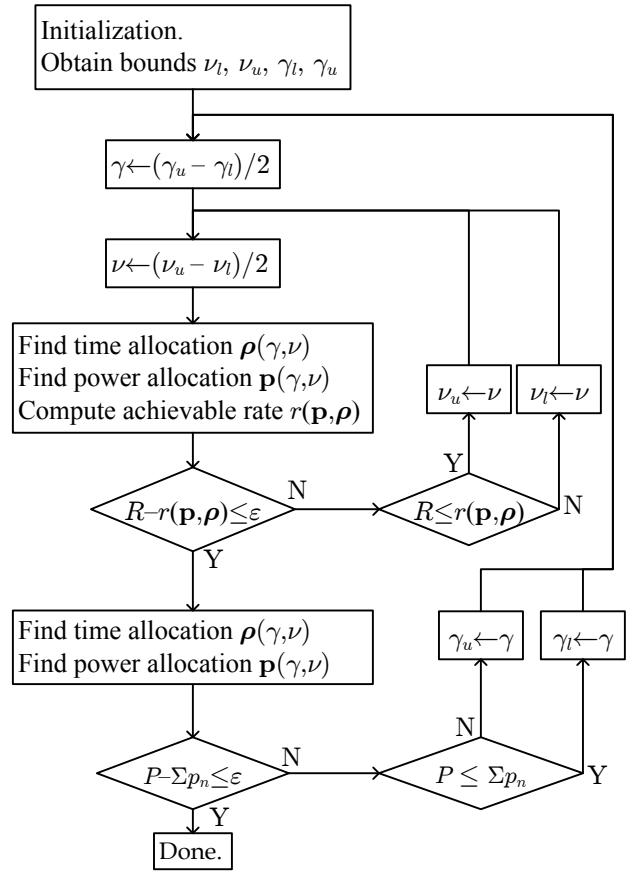 Initialization.
Obtain bounds ν_l, ν_u, γ_l, γ_u
γ←(γ_u – γ_l)/2
ν←(ν_u – ν_l)/2
Find time allocation ρ(γ,ν)
Find power allocation p(γ,ν)
Compute achievable rate r(p,ρ)
ν_u←ν
ν_l←ν
R–r(p,ρ)≤ε
N
Y
R≤r(p,ρ)
Y
N
Find time allocation ρ(γ,ν)
Find power allocation p(γ,ν)
γ_u←γ
γ_l←γ
P–Σp_n≤ε
N
Y
P ≤ Σp_n
N
Y
Done.